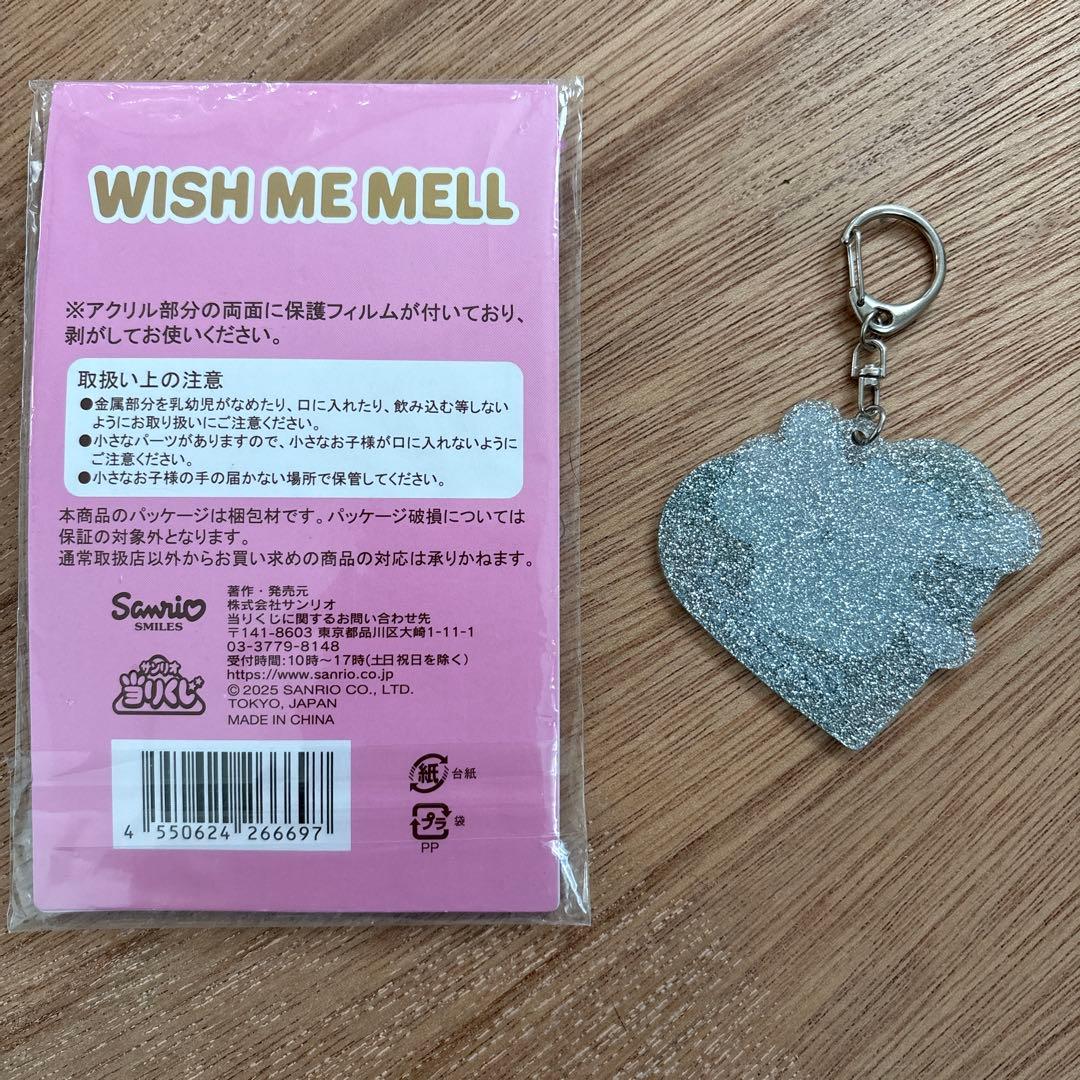 WISH ME MELL
※アクリル部分の両面に保護フィルムが付いており、
剥がしてお使いください。
取扱い上の注意
●金属部分を乳幼児がなめたり、口に入れたり、飲み込む等しない
ようにお取り扱いにご注意ください。
●小さなパーツがありますので、小さなお子様が口に入れないように
ご注意ください。
●小さなお子様の手の届かない場所で保管してください。
本商品のパッケージは梱包材です。パッケージ破損については
保証の対象外となります。
通常取扱店以外からお買い求めの商品の対応は承りかねます。
Sanrio
SMILES
サンリオ
当りくじ
著作・発売元
株式会社サンリオ
当りくじに関するお問い合わせ先
〒141-8603 東京都品川区大崎1-11-1
03-3779-8148
受付時間:10時〜17時(土日祝日を除く)
https://www.sanrio.co.jp
© 2025 SANRIO CO., LTD.
TOKYO, JAPAN
MADE IN CHINA
4 550624 266697
紙 台紙
プラ 袋
PP